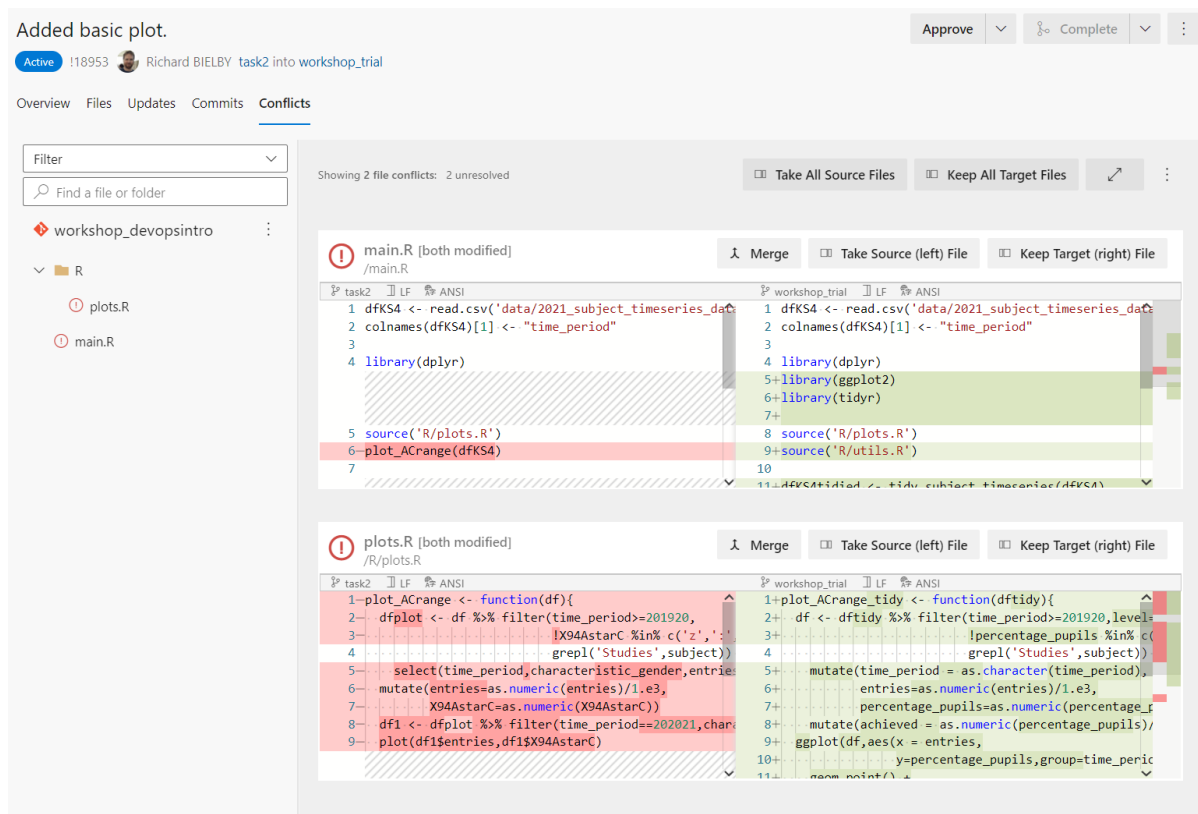 Added basic plot.
Approve
Complete
Active !18953 Richard BIELBY task2 into workshop_trial
Overview Files Updates Commits Conflicts
Filter
Find a file or folder
workshop_devopsintro
R
plots.R
main.R
Showing 2 file conflicts: 2 unresolved
Take All Source Files
Keep All Target Files
main.R [both modified]
/main.R
Merge
Take Source (left) File
Keep Target (right) File
task2 LF ANSI
1 dfKS4 <- read.csv('data/2021_subject_timeseries_data
2 colnames(dfKS4)[1] <- "time_period"
3
4 library(dplyr)
5 source('R/plots.R')
6-plot_ACrange(dfKS4)
7
workshop_trial LF ANSI
1 dfKS4 <- read.csv('data/2021_subject_timeseries_data
2 colnames(dfKS4)[1] <- "time_period"
3
4 library(dplyr)
5+library(ggplot2)
6+library(tidyr)
7+
8 source('R/plots.R')
9+source('R/utils.R')
10
11+dfKS4tidied <- tidy_subject_timeseries(dfKS4)
plots.R [both modified]
/R/plots.R
Merge
Take Source (left) File
Keep Target (right) File
task2 LF ANSI
1-plot_ACrange <- function(df){
2- dfplot <- df %>% filter(time_period>=201920,
3- !X94AstarC %in% c('z',':',
4 grepl('Studies',subject))
5- select(time_period,characteristic_gender,entries
6- mutate(entries=as.numeric(entries)/1.e3,
7- X94AstarC=as.numeric(X94AstarC))
8- df1 <- dfplot %>% filter(time_period==202021,chara
9- plot(df1$entries,df1$X94AstarC)
workshop_trial LF ANSI
1+plot_ACrange_tidy <- function(dftidy){
2+ df <- dftidy %>% filter(time_period>=201920,level=
3+ !percentage_pupils %in% c(
4 grepl('Studies',subject))
5+ mutate(time_period = as.character(time_period),
6+ entries=as.numeric(entries)/1.e3,
7+ percentage_pupils=as.numeric(percentage_p
8+ mutate(achieved = as.numeric(percentage_pupils)/
9+ ggplot(df,aes(x = entries,
10+ y=percentage_pupils,group=time_peri
11+ geom_point() +